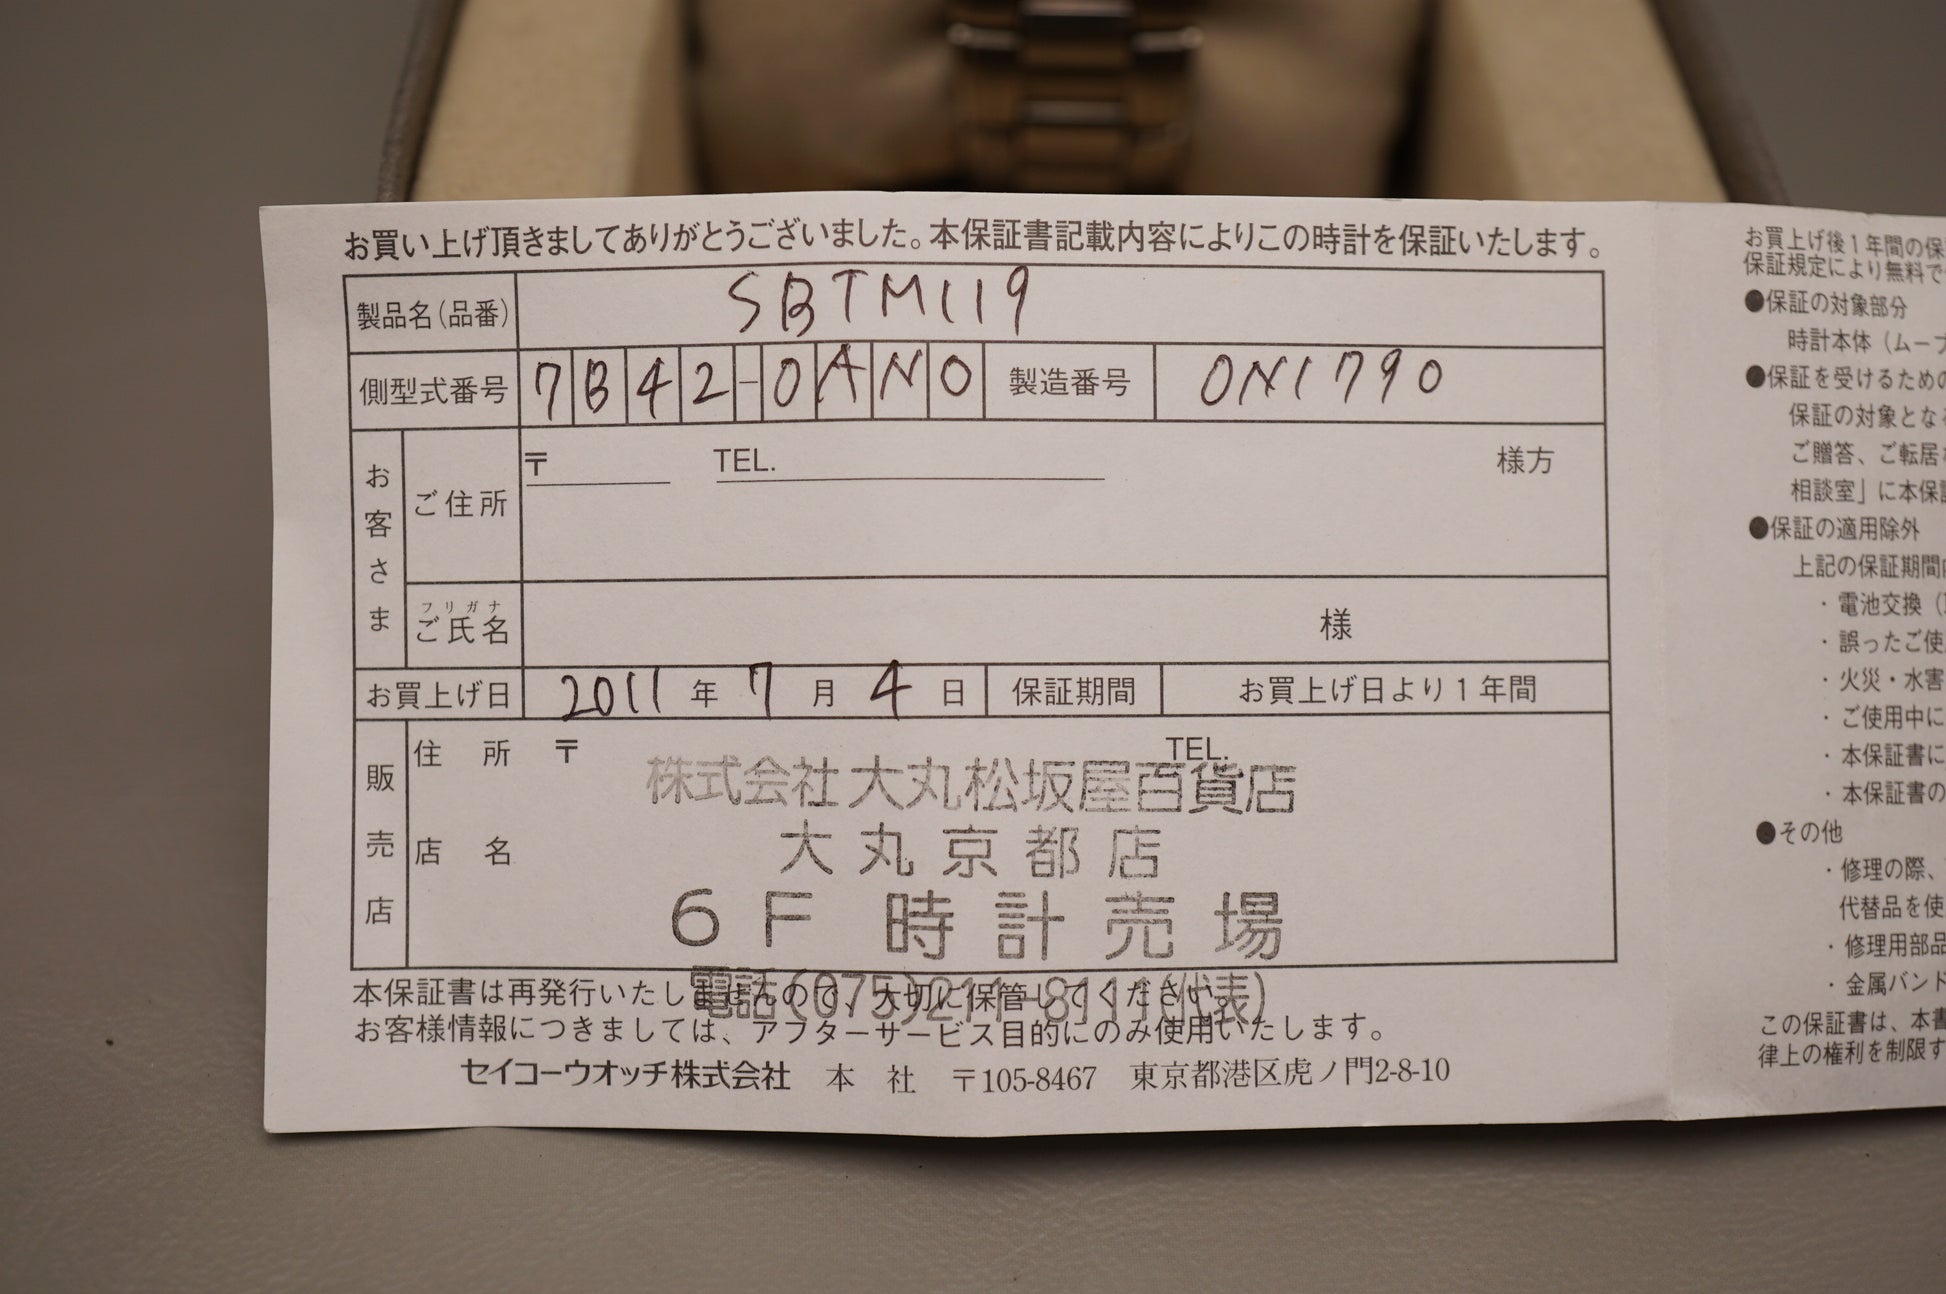 お買い上げ頂きましてありがとうございました。本保証書記載内容によりこの時計を保証いたします。
製品名(品番) SBTM119
側型式番号 7B42-0AN0 製造番号 0N1790
お客さま
ご住所 〒 TEL. 様方
フリガナ
ご氏名 様
お買上げ日 2011年7月4日 保証期間 お買上げ日より1年間
販売店
住所 〒 TEL.
株式会社大丸松坂屋百貨店
店名 大丸京都店
6F 時計売場
電話(075)211-8111(代表)
本保証書は再発行いたしませんので、大切に保管してください。
お客様情報につきましては、アフターサービス目的にのみ使用いたします。
セイコーウオッチ株式会社 本社 〒105-8467 東京都港区虎ノ門2-8-10
お買上げ後1年間の保
保証規定により無料で
●保証の対象部分
時計本体（ムーブ
●保証を受けるための
保証の対象となる
ご贈答、ご転居
相談室」に本保
●保証の適用除外
上記の保証期間
・電池交換（
・誤ったご使
・火災・水害
・ご使用中に
・本保証書に
・本保証書の
●その他
・修理の際、
代替品を使
・修理用部品
・金属バンド
この保証書は、本書
律上の権利を制限す